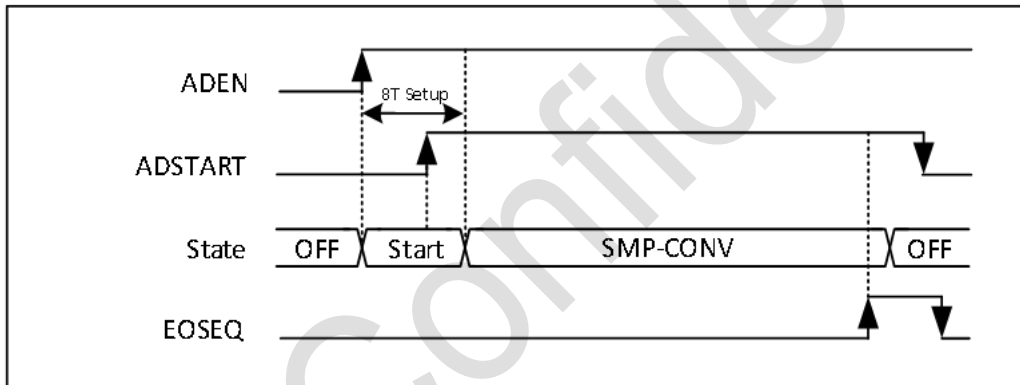 ADEN
8T Setup
ADSTART
State OFF Start SMP-CONV OFF
EOSEQ
Confide